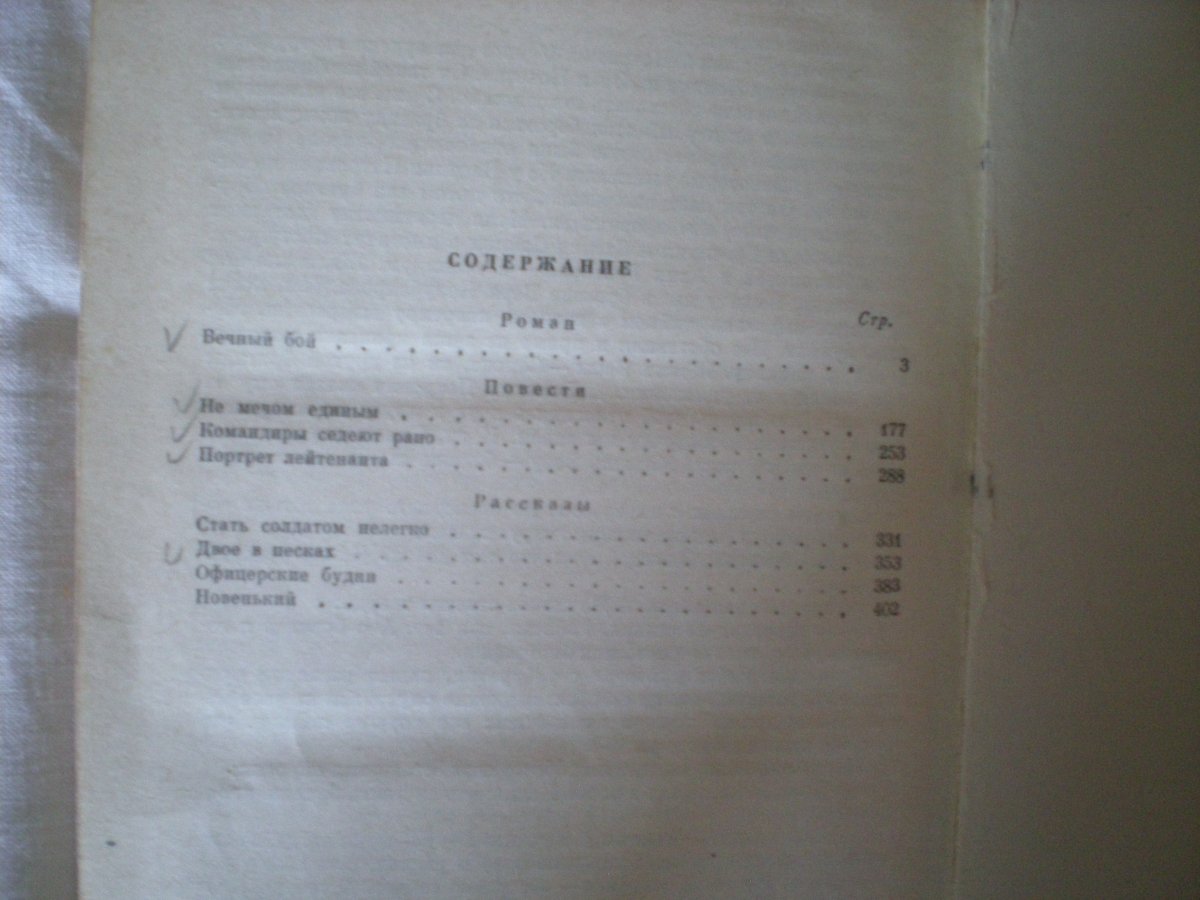 СОДЕРЖАНИЕ
Роман Стр.
Вечный бой . . . . . . . . . . . . . . . . . . . . . 3
Повести
Не мечом единым . . . . . . . . . . . . . . . . . . 177
Командиры седеют рано . . . . . . . . . . . . . . . . 253
Портрет лейтенанта . . . . . . . . . . . . . . . . . . 288
Рассказы
Стать солдатом нелегко . . . . . . . . . . . . . . . . 331
Двое в песках . . . . . . . . . . . . . . . . . . . . 353
Офицерские будни . . . . . . . . . . . . . . . . . . 383
Новенький . . . . . . . . . . . . . . . . . . . . 402